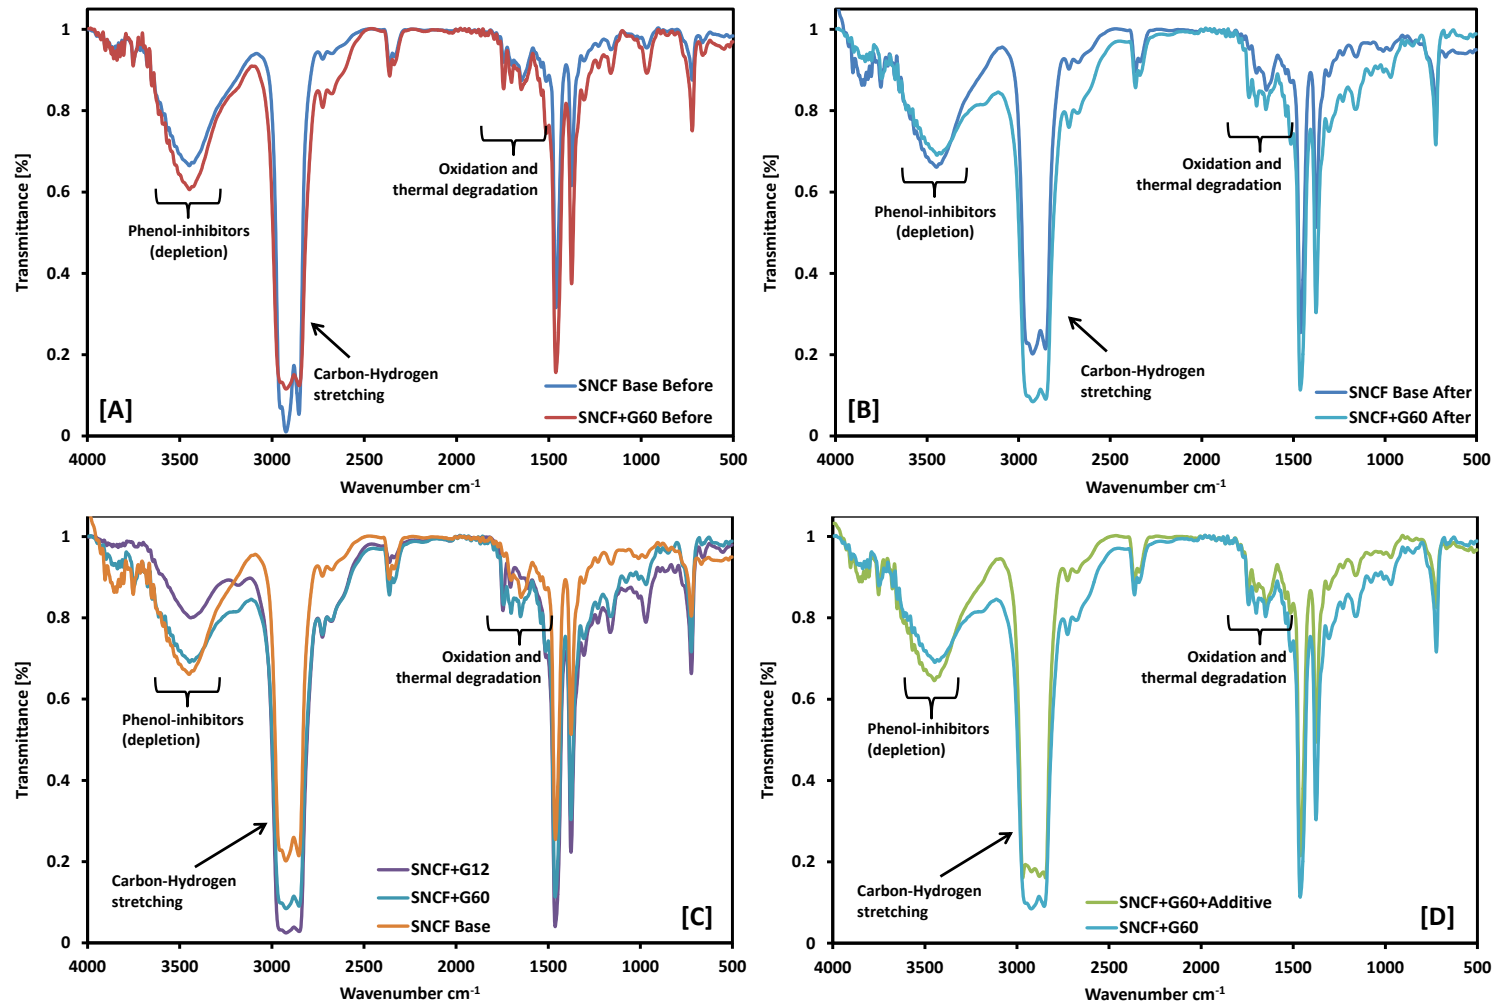 1
0.8
0.6
0.4
0.2
0
Transmittance [%]
Phenol-inhibitors
(depletion)
Oxidation and
thermal degradation
Carbon-Hydrogen
stretching
SNCF Base Before
SNCF+G60 Before
[A]
4000 3500 3000 2500 2000 1500 1000 500
Wavenumber cm-1
1
0.8
0.6
0.4
0.2
0
Transmittance [%]
Phenol-inhibitors
(depletion)
Oxidation and
thermal degradation
Carbon-Hydrogen
stretching
SNCF Base After
SNCF+G60 After
[B]
4000 3500 3000 2500 2000 1500 1000 500
Wavenumber cm-1
1
0.8
0.6
0.4
0.2
0
Transmittance [%]
Oxidation and
thermal degradation
Phenol-inhibitors
(depletion)
Carbon-Hydrogen
stretching
SNCF+G12
SNCF+G60
SNCF Base
[C]
4000 3500 3000 2500 2000 1500 1000 500
Wavenumber cm-1
1
0.8
0.6
0.4
0.2
0
Transmittance [%]
Oxidation and
thermal degradation
Phenol-inhibitors
(depletion)
Carbon-Hydrogen
stretching
SNCF+G60+Additive
SNCF+G60
[D]
4000 3500 3000 2500 2000 1500 1000 500
Wavenumber cm-1